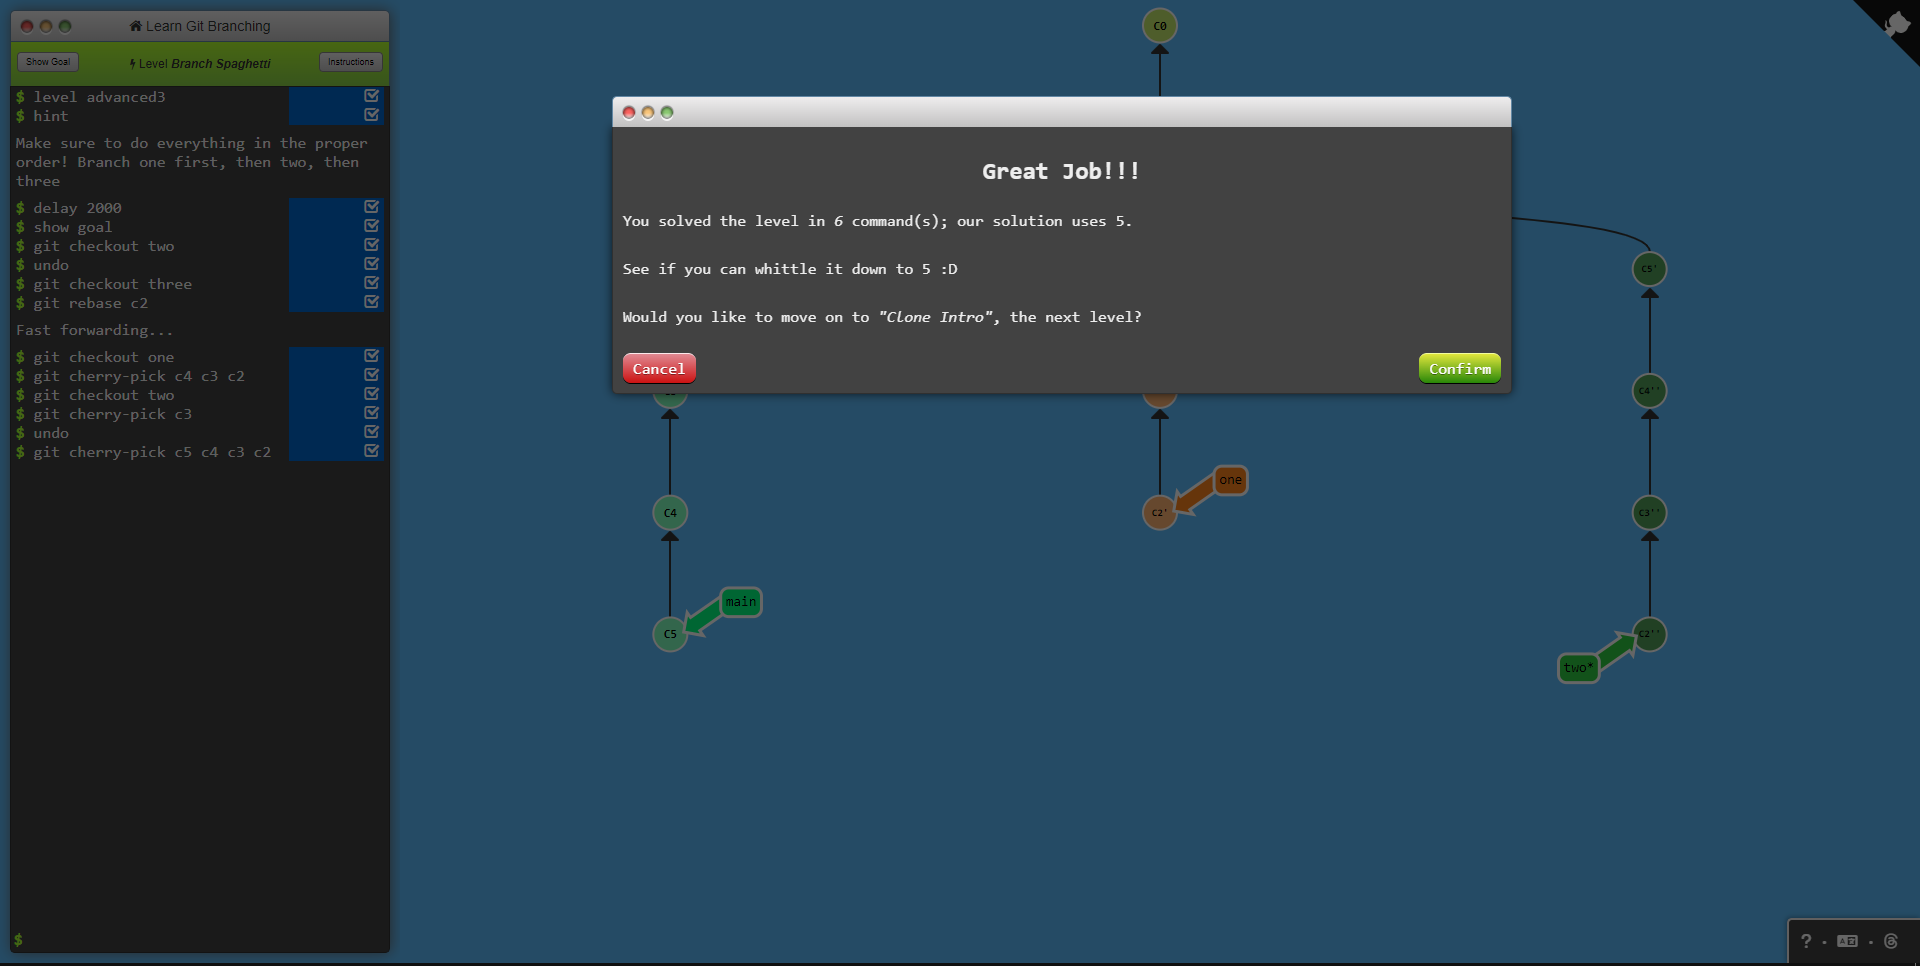 Learn Git Branching
Show Goal
Level Branch Spaghetti
Instructions
$ level advanced3
$ hint
Make sure to do everything in the proper
order! Branch one first, then two, then
three
$ delay 2000
$ show goal
$ git checkout two
$ undo
$ git checkout three
$ git rebase c2
Fast forwarding...
$ git checkout one
$ git cherry-pick c4 c3 c2
$ git checkout two
$ git cherry-pick c3
$ undo
$ git cherry-pick c5 c4 c3 c2
$
C0
Great Job!!!
You solved the level in 6 command(s); our solution uses 5.
See if you can whittle it down to 5 :D
Would you like to move on to "Clone Intro", the next level?
Cancel
Confirm
C5'
C4''
one
C4
C2'
C3''
main
C5
C2''
two*
?